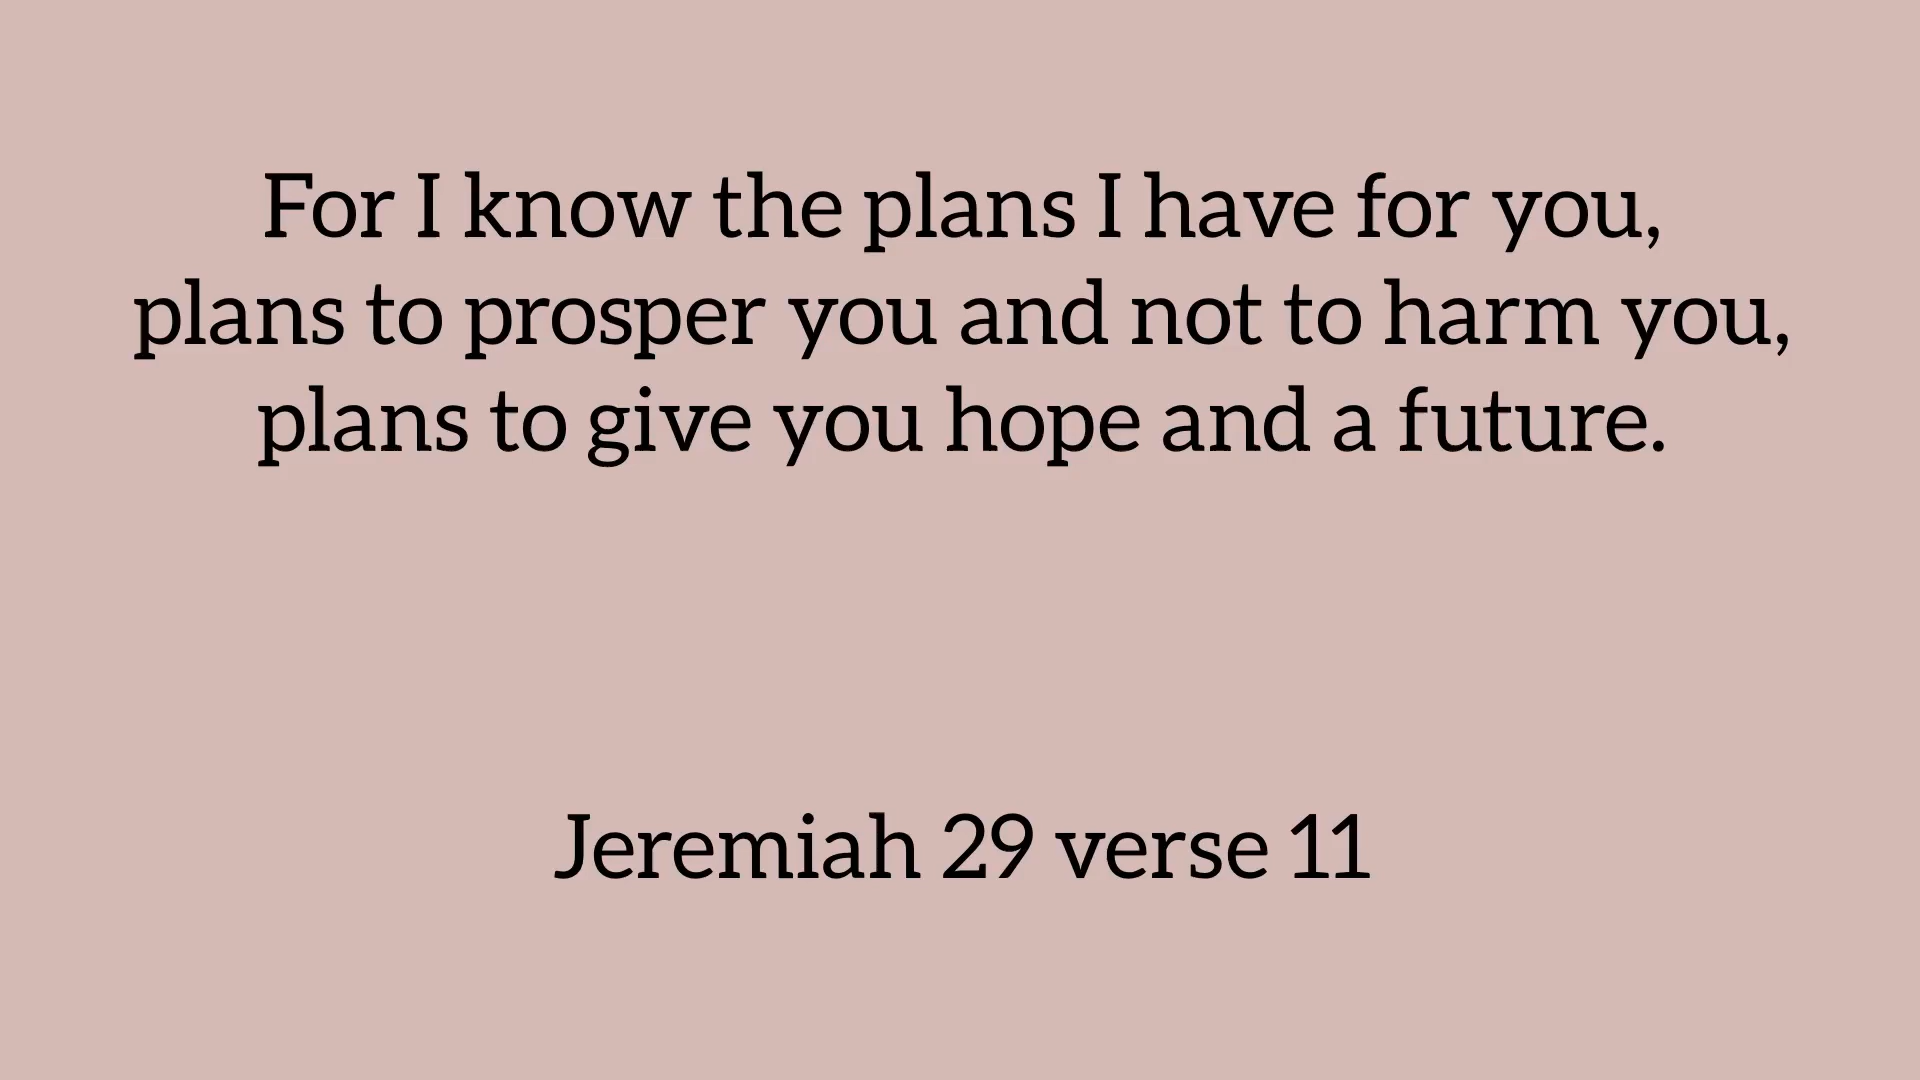 For I know the plans I have for you,
plans to prosper you and not to harm you,
plans to give you hope and a future.
Jeremiah 29 verse 11